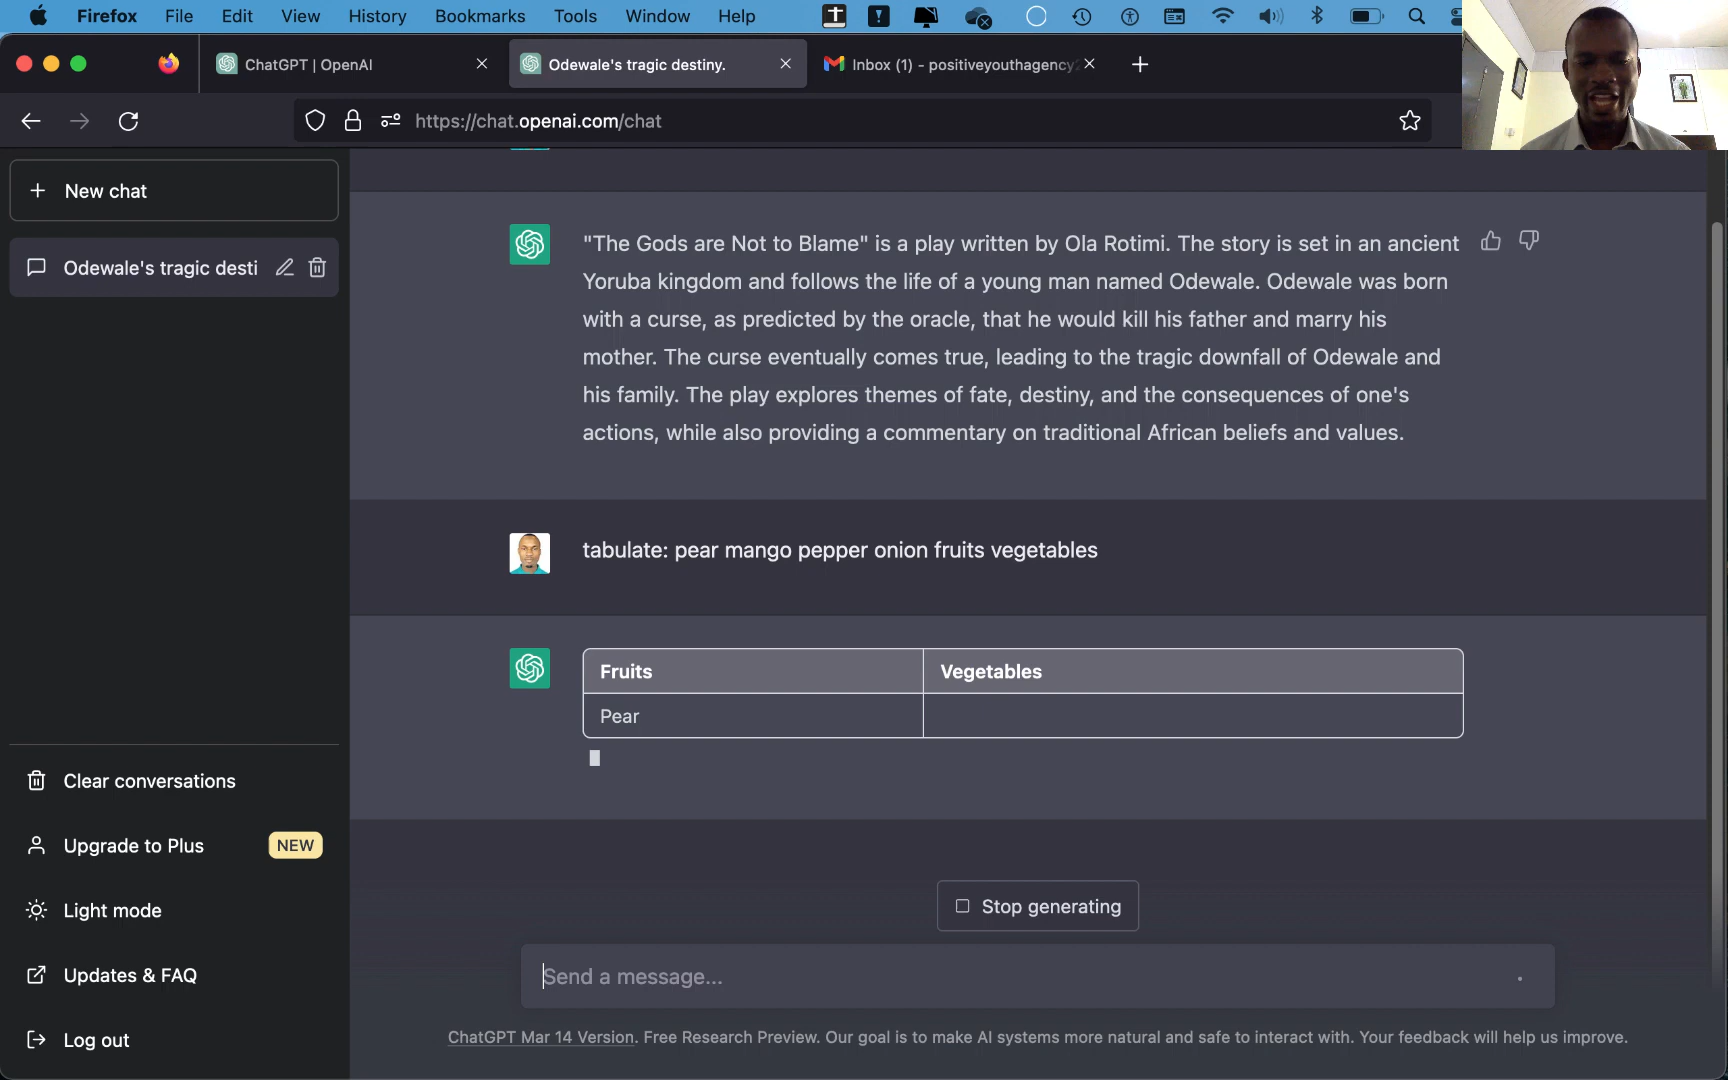 Firefox File Edit View History Bookmarks Tools Window Help
ChatGPT | OpenAI
Odewale's tragic destiny.
Inbox (1) - positiveyouthagency
https://chat.openai.com/chat
New chat
Odewale's tragic desti
"The Gods are Not to Blame" is a play written by Ola Rotimi. The story is set in an ancient
Yoruba kingdom and follows the life of a young man named Odewale. Odewale was born
with a curse, as predicted by the oracle, that he would kill his father and marry his
mother. The curse eventually comes true, leading to the tragic downfall of Odewale and
his family. The play explores themes of fate, destiny, and the consequences of one's
actions, while also providing a commentary on traditional African beliefs and values.
tabulate: pear mango pepper onion fruits vegetables
Fruits Vegetables
Pear
Clear conversations
Upgrade to Plus NEW
Light mode
Updates & FAQ
Log out
Stop generating
Send a message...
ChatGPT Mar 14 Version. Free Research Preview. Our goal is to make AI systems more natural and safe to interact with. Your feedback will help us improve.